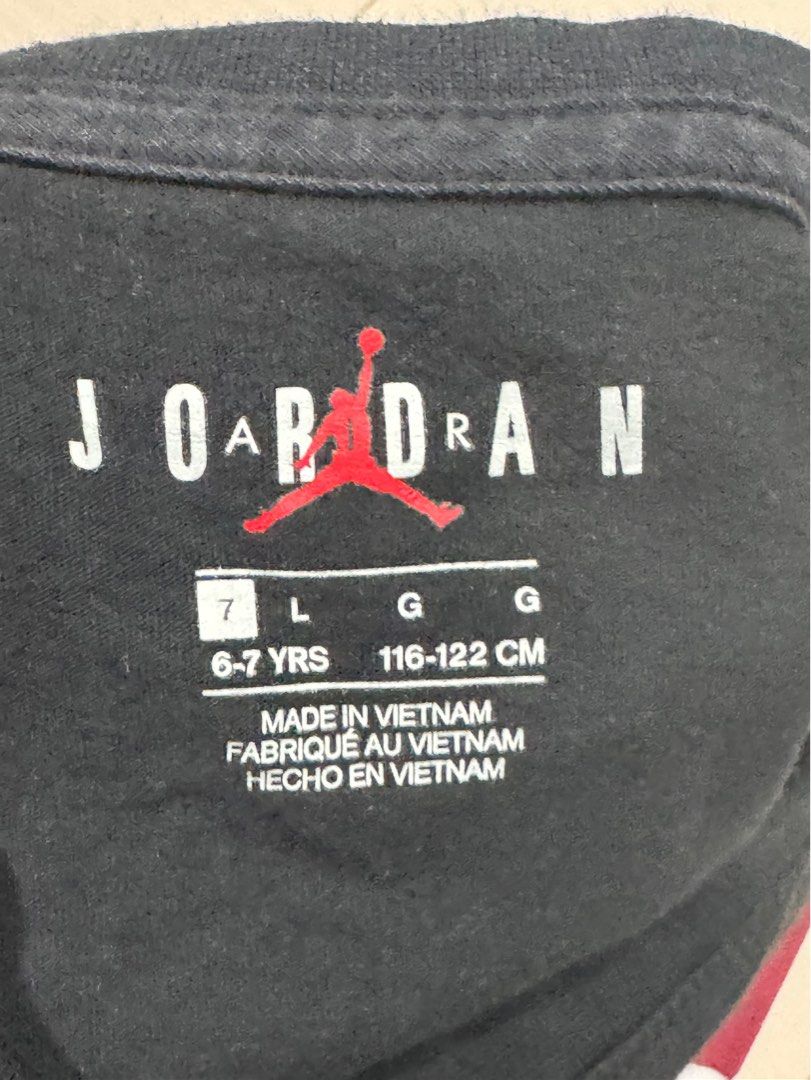 JORDAN
AIR
7 L G G
6-7 YRS 116-122 CM
MADE IN VIETNAM
FABRIQUÉ AU VIETNAM
HECHO EN VIETNAM